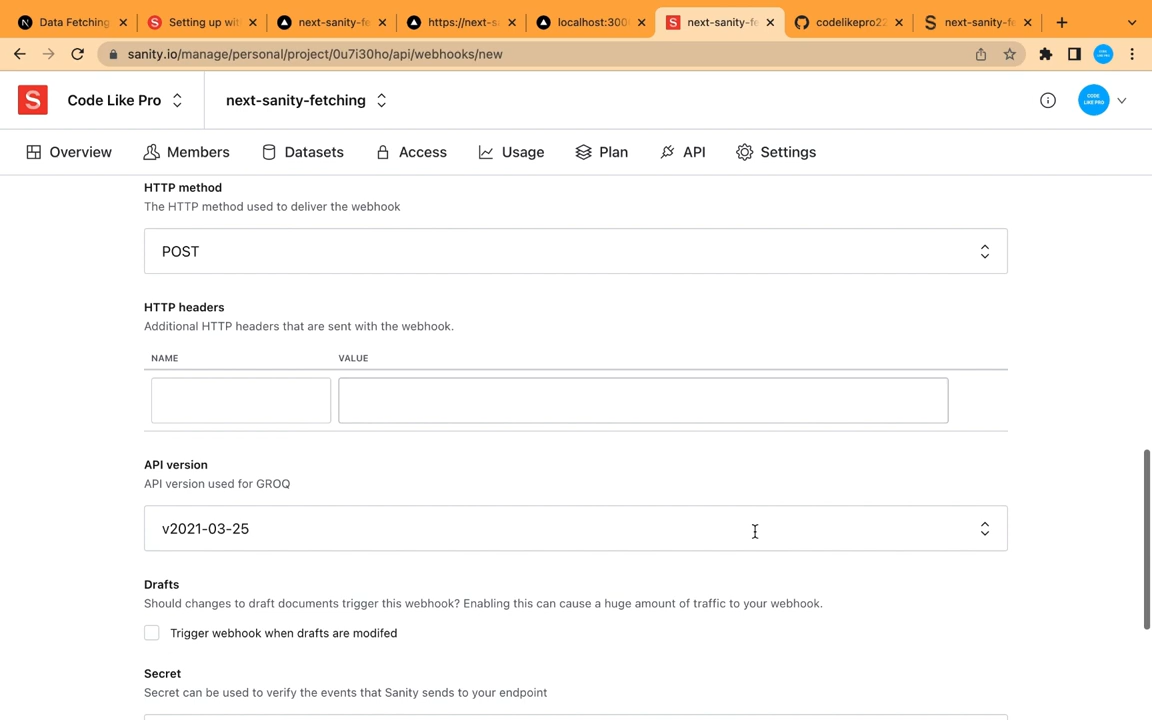 Data Fetching
Setting up wit
next-sanity-fe
https://next-s
localhost:300
next-sanity-f
codelikepro22
next-sanity-f
sanity.io/manage/personal/project/0u7i30ho/api/webhooks/new
S
Code Like Pro
next-sanity-fetching
CODE
LIKE PRO
Overview
Members
Datasets
Access
Usage
Plan
API
Settings
HTTP method
The HTTP method used to deliver the webhook
POST
HTTP headers
Additional HTTP headers that are sent with the webhook.
NAME VALUE
API version
API version used for GROQ
v2021-03-25
Drafts
Should changes to draft documents trigger this webhook? Enabling this can cause a huge amount of traffic to your webhook.
Trigger webhook when drafts are modifed
Secret
Secret can be used to verify the events that Sanity sends to your endpoint